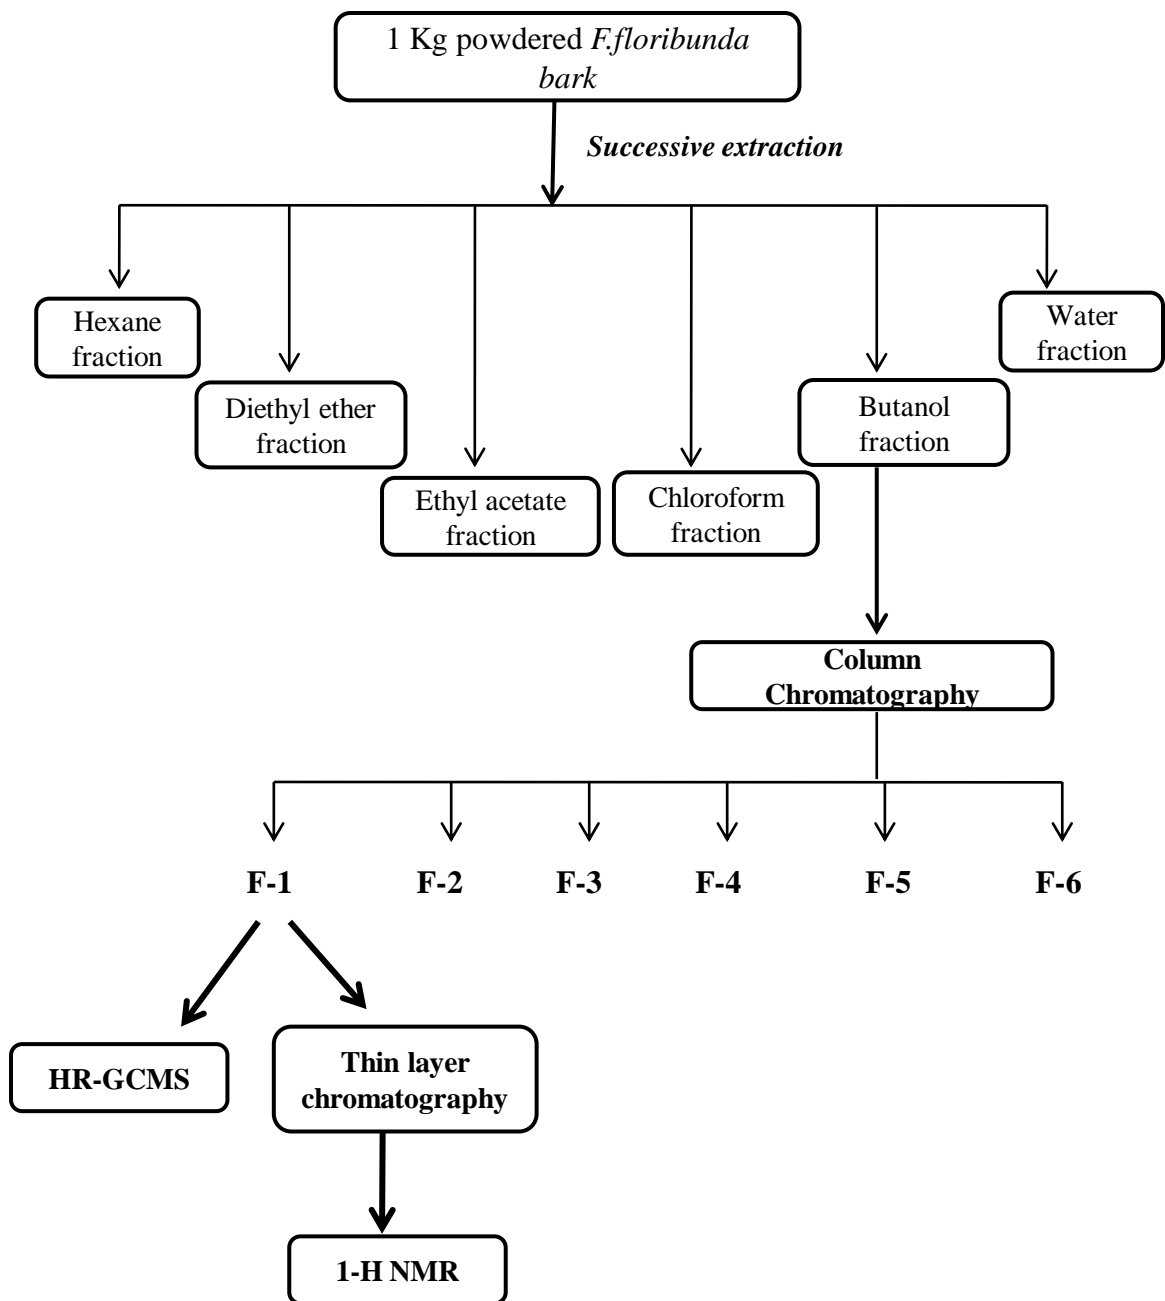 1 Kg powdered F.floribunda
bark
Successive extraction
Hexane
fraction
Diethyl ether
fraction
Ethyl acetate
fraction
Chloroform
fraction
Butanol
fraction
Water
fraction
Column
Chromatography
F-1
F-2
F-3
F-4
F-5
F-6
HR-GCMS
Thin layer
chromatography
1-H NMR